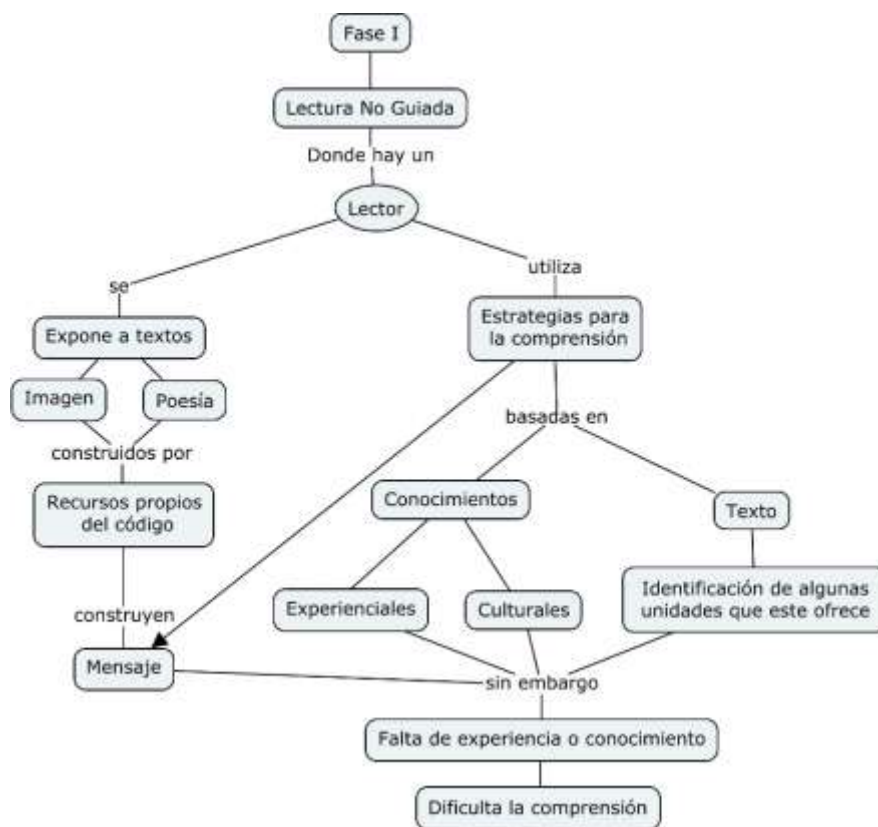 Fase I
Lectura No Guiada
Donde hay un
Lector
se
utiliza
Expone a textos
Estrategias para
la comprensión
Imagen
Poesía
basadas en
construidos por
Recursos propios
del código
Conocimientos
Texto
Experienciales
Culturales
Identificación de algunas
unidades que este ofrece
construyen
Mensaje
sin embargo
Falta de experiencia o conocimiento
Dificulta la comprensión